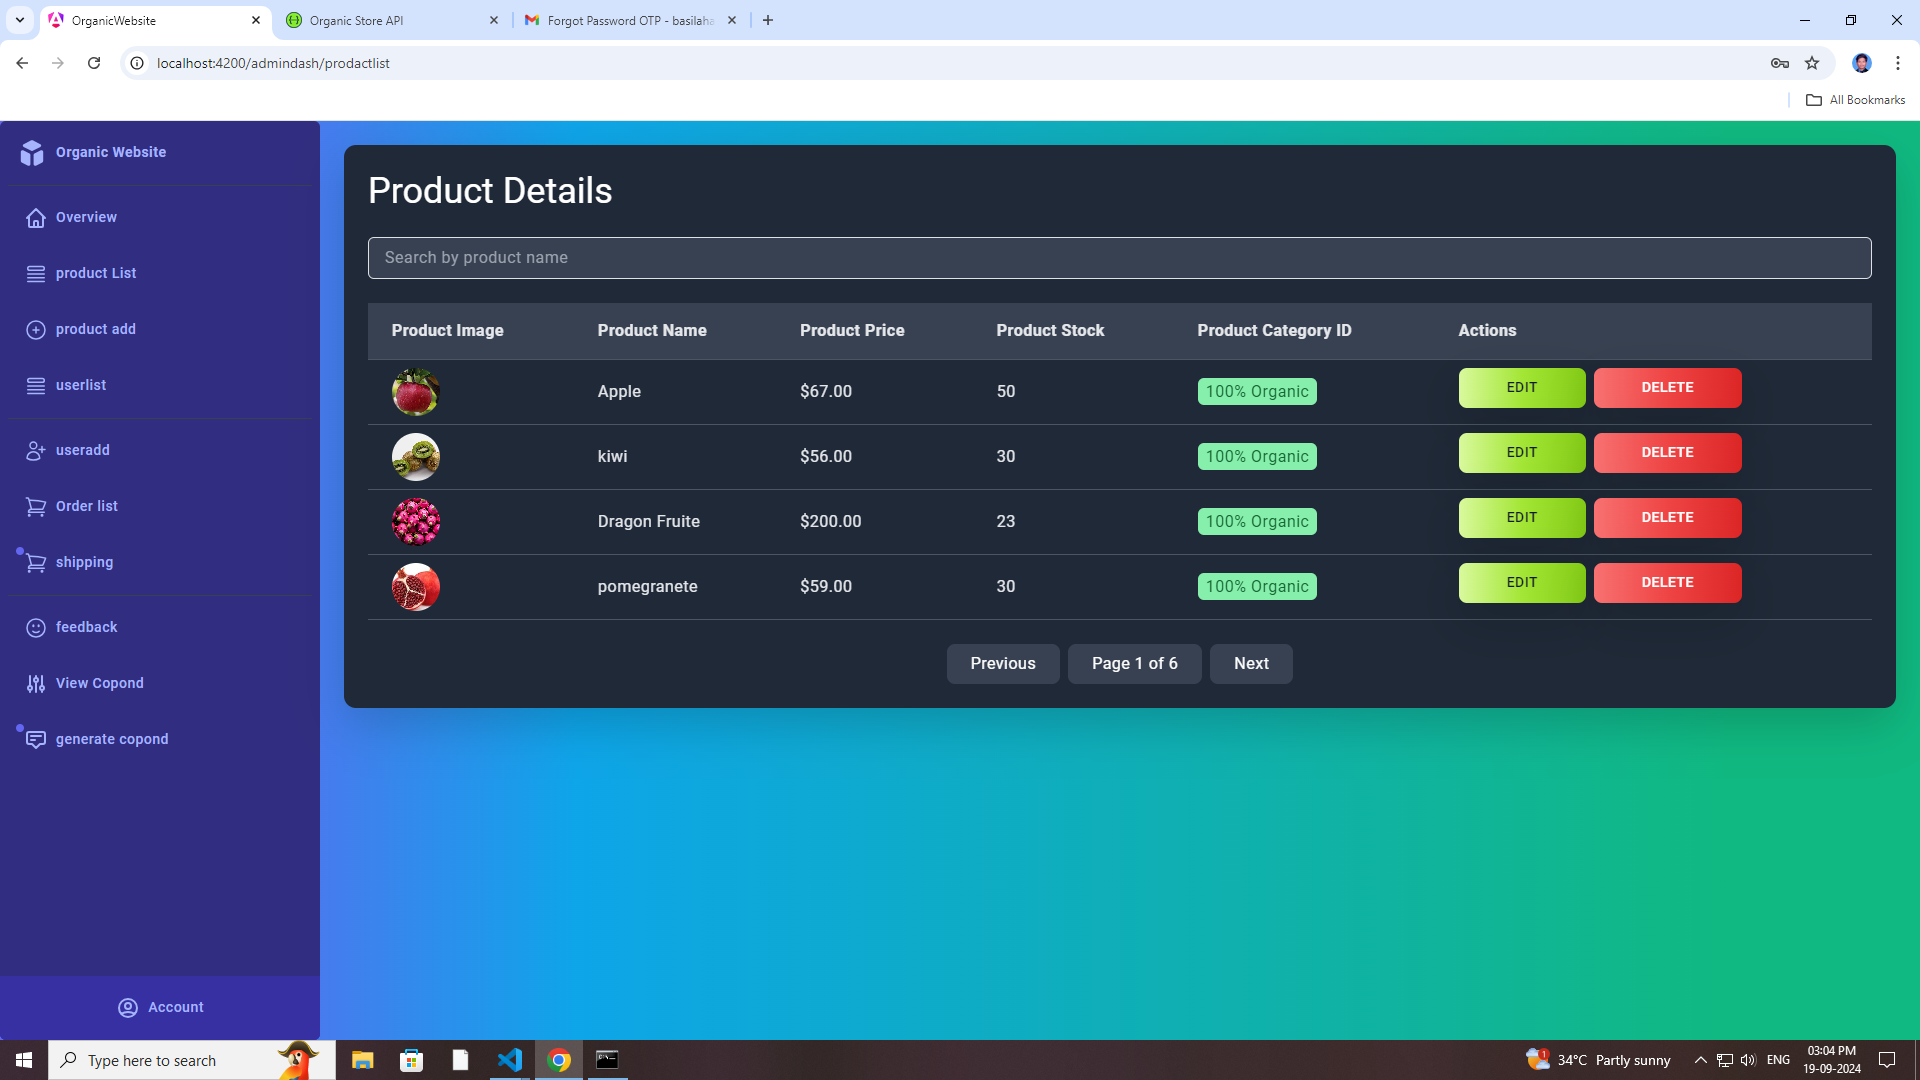 OrganicWebsite
Organic Store API
Forgot Password OTP - basilaha
localhost:4200/admindash/prodactlist
All Bookmarks
Organic Website
Overview
product List
product add
userlist
useradd
Order list
shipping
feedback
View Copond
generate copond
Account
Product Details
Search by product name
Product Image Product Name Product Price Product Stock Product Category ID Actions
Apple $67.00 50 100% Organic EDIT DELETE
kiwi $56.00 30 100% Organic EDIT DELETE
Dragon Fruite $200.00 23 100% Organic EDIT DELETE
pomegranete $59.00 30 100% Organic EDIT DELETE
Previous Page 1 of 6 Next
Type here to search
1
34°C Partly sunny
ENG
03:04 PM
19-09-2024